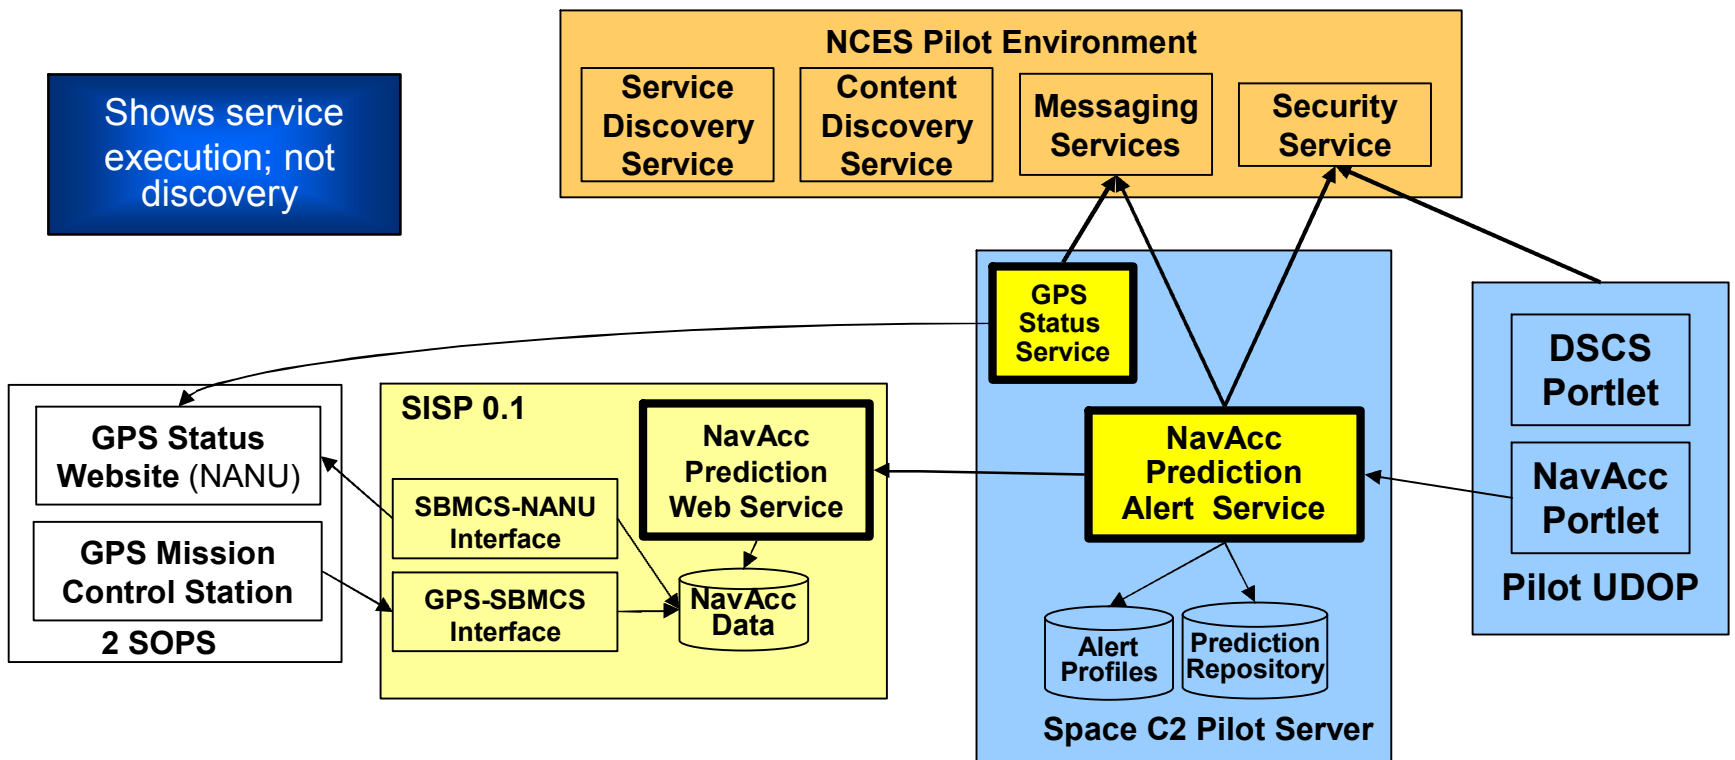 NCES Pilot Environment
Service
Discovery
Service
Content
Discovery
Service
Messaging
Services
Security
Service
Shows service
execution; not
discovery
GPS
Status
Service
DSCS
Portlet
NavAcc
Portlet
Pilot UDOP
GPS Status
Website (NANU)
GPS Mission
Control Station
2 SOPS
SISP 0.1
NavAcc
Prediction
Web Service
SBMCS-NANU
Interface
GPS-SBMCS
Interface
NavAcc
Data
NavAcc
Prediction
Alert Service
Alert
Profiles
Prediction
Repository
Space C2 Pilot Server